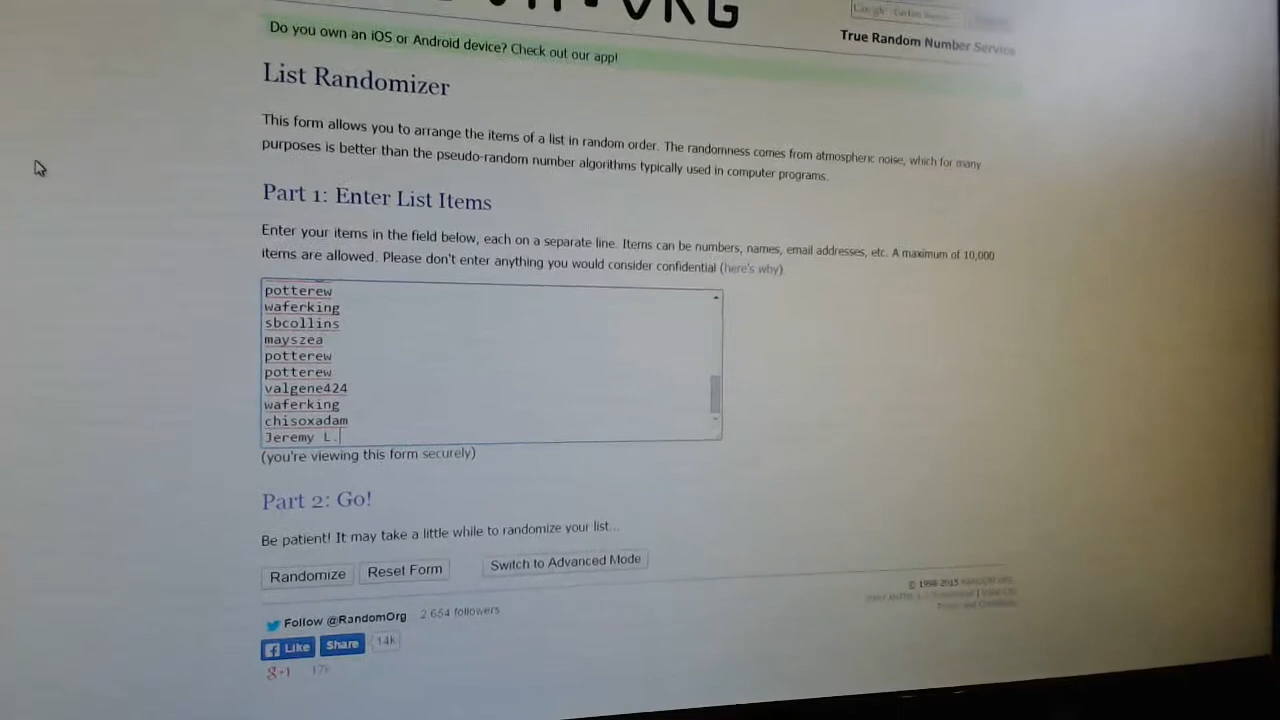 Do you own an iOS or Android device? Check out our app!
True Random Number Service
List Randomizer
This form allows you to arrange the items of a list in random order. The randomness comes from atmospheric noise, which for many
purposes is better than the pseudo-random number algorithms typically used in computer programs.
Part 1: Enter List Items
Enter your items in the field below, each on a separate line. Items can be numbers, names, email addresses, etc. A maximum of 10,000
items are allowed. Please don't enter anything you would consider confidential (here's why).
potterew
waferking
sbcollins
mayszea
potterew
potterew
valgene424
waferking
chisoxadam
Jeremy L.
(you're viewing this form securely)
Part 2: Go!
Be patient! It may take a little while to randomize your list...
Randomize Reset Form Switch to Advanced Mode
© 1998-2015 RANDOM.ORG
Follow @RandomOrg 2,654 followers
Like Share 14k
g+1 17k